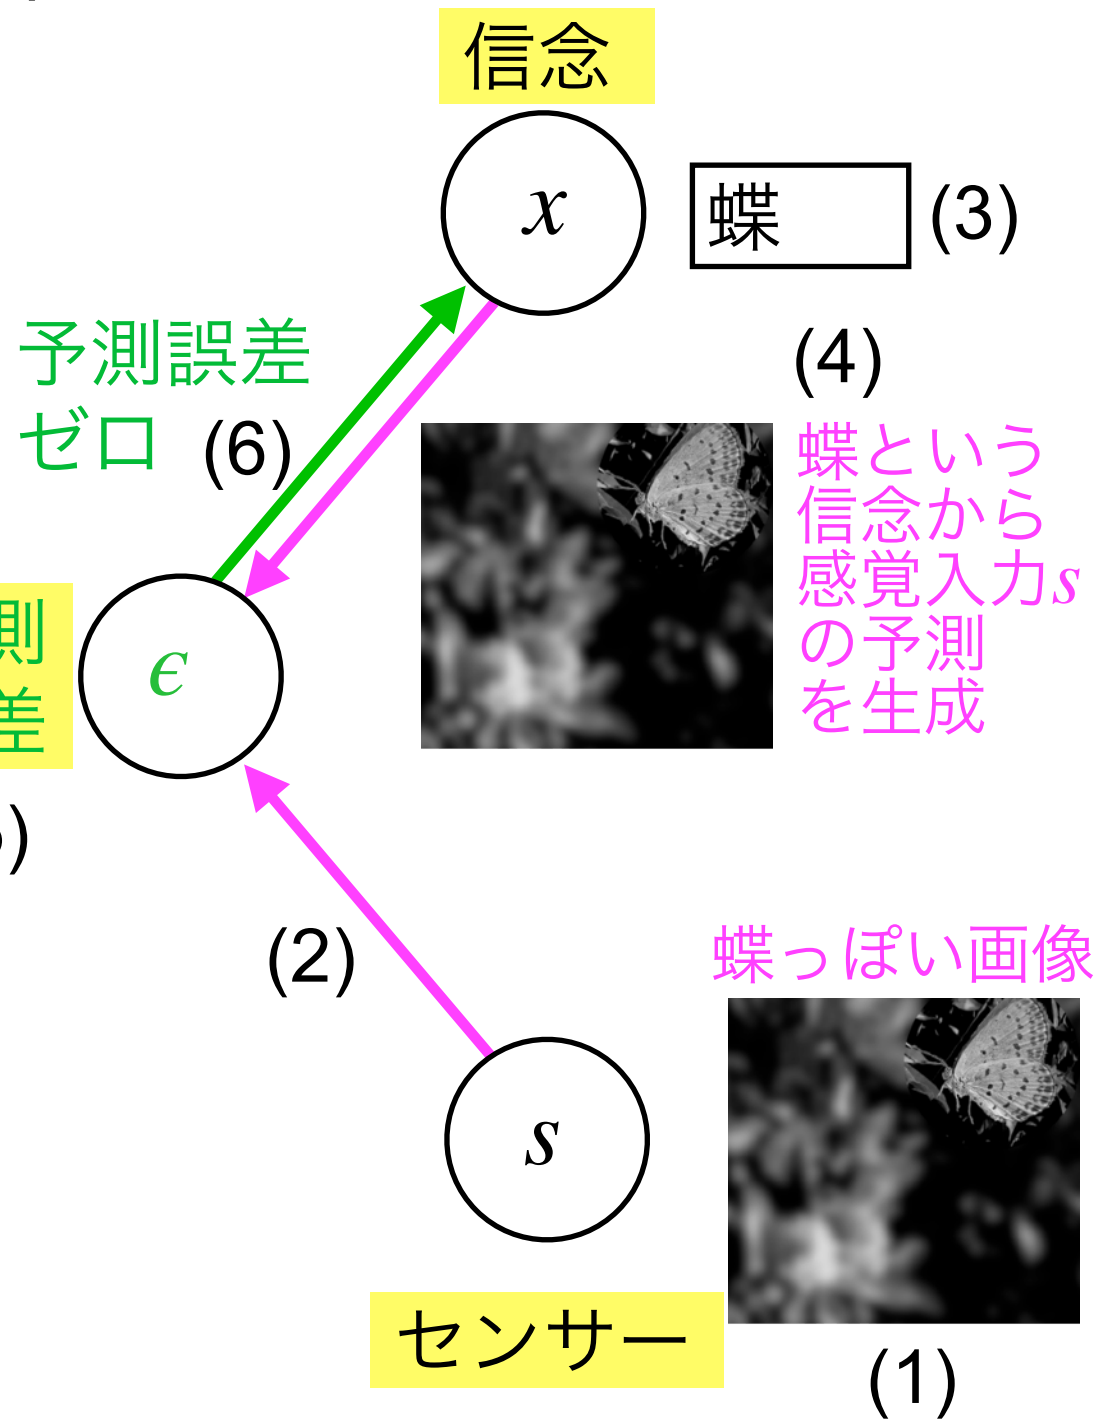 信念
x
蝶
(3)
(4)
予測誤差
ゼロ
(6)
蝶という
信念から
感覚入力s
の予測
を生成
測
差
ϵ
)
(2)
蝶っぽい画像
s
センサー
(1)